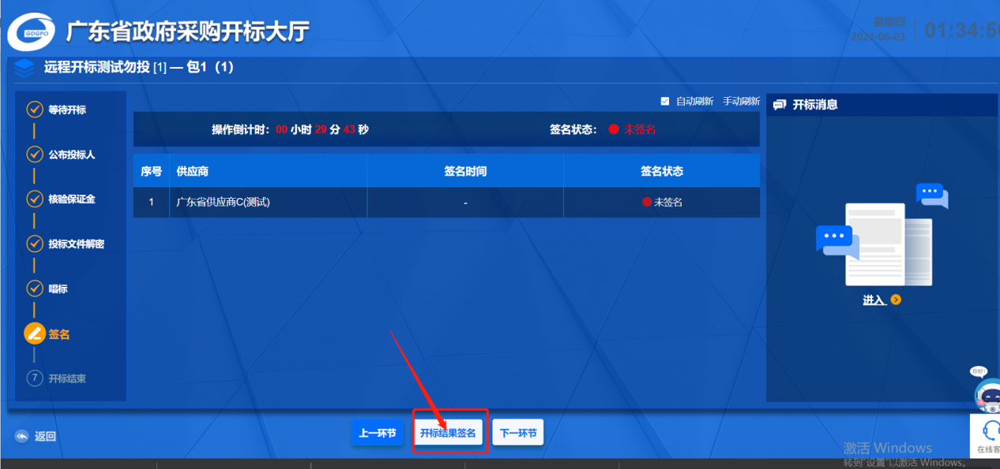 GDGPO 广东省政府采购开标大厅
星期四
2021-06-03
远程开标测试勿投 [1] — 包1（1）
等待开标
公布投标人
核验保证金
投标文件解密
唱标
签名
7 开标结束
自动刷新 手动刷新
操作倒计时： 00 小时 29 分 43 秒 签名状态： 未签名
序号 供应商 签名时间 签名状态
1 广东省供应商C(测试) - 未签名
开标消息
进入
你好!
返回
上一环节 开标结果签名 下一环节
在线客
激活 Windows
转到"设置"以激活 Windows。